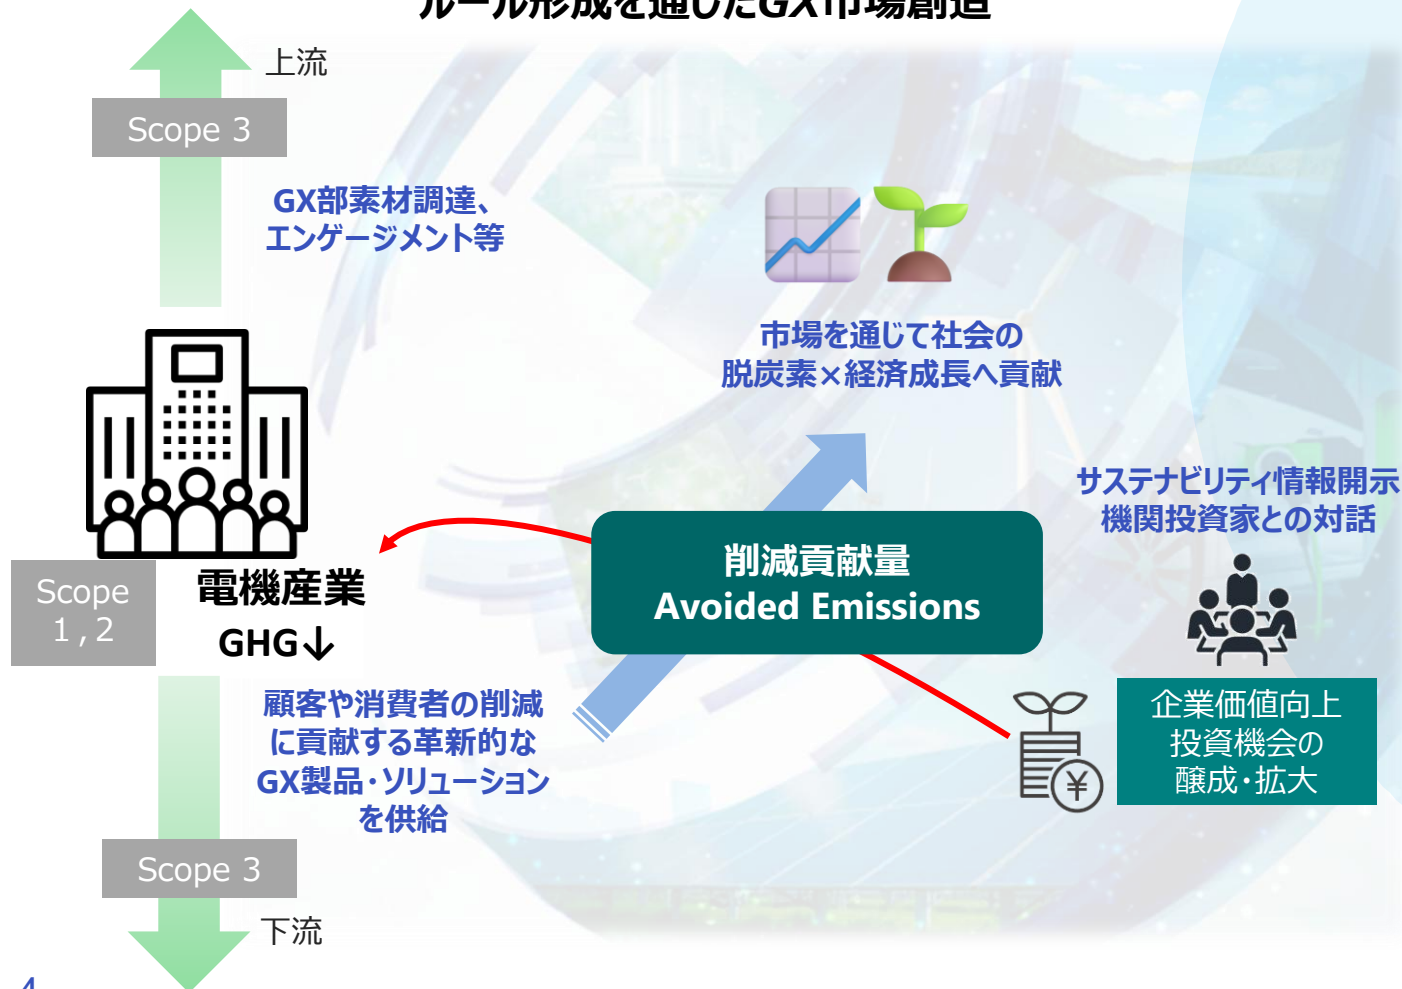 ルール形成を通じたGX市場創造
上流
Scope 3
GX部素材調達、
エンゲージメント等
市場を通じて社会の
脱炭素×経済成長へ貢献
サステナビリティ情報開示
機関投資家との対話
削減貢献量
Avoided Emissions
Scope
1,2
電機産業
GHG↓
顧客や消費者の削減
に貢献する革新的な
GX製品・ソリューション
を供給
¥
企業価値向上
投資機会の
醸成・拡大
Scope 3
下流
4